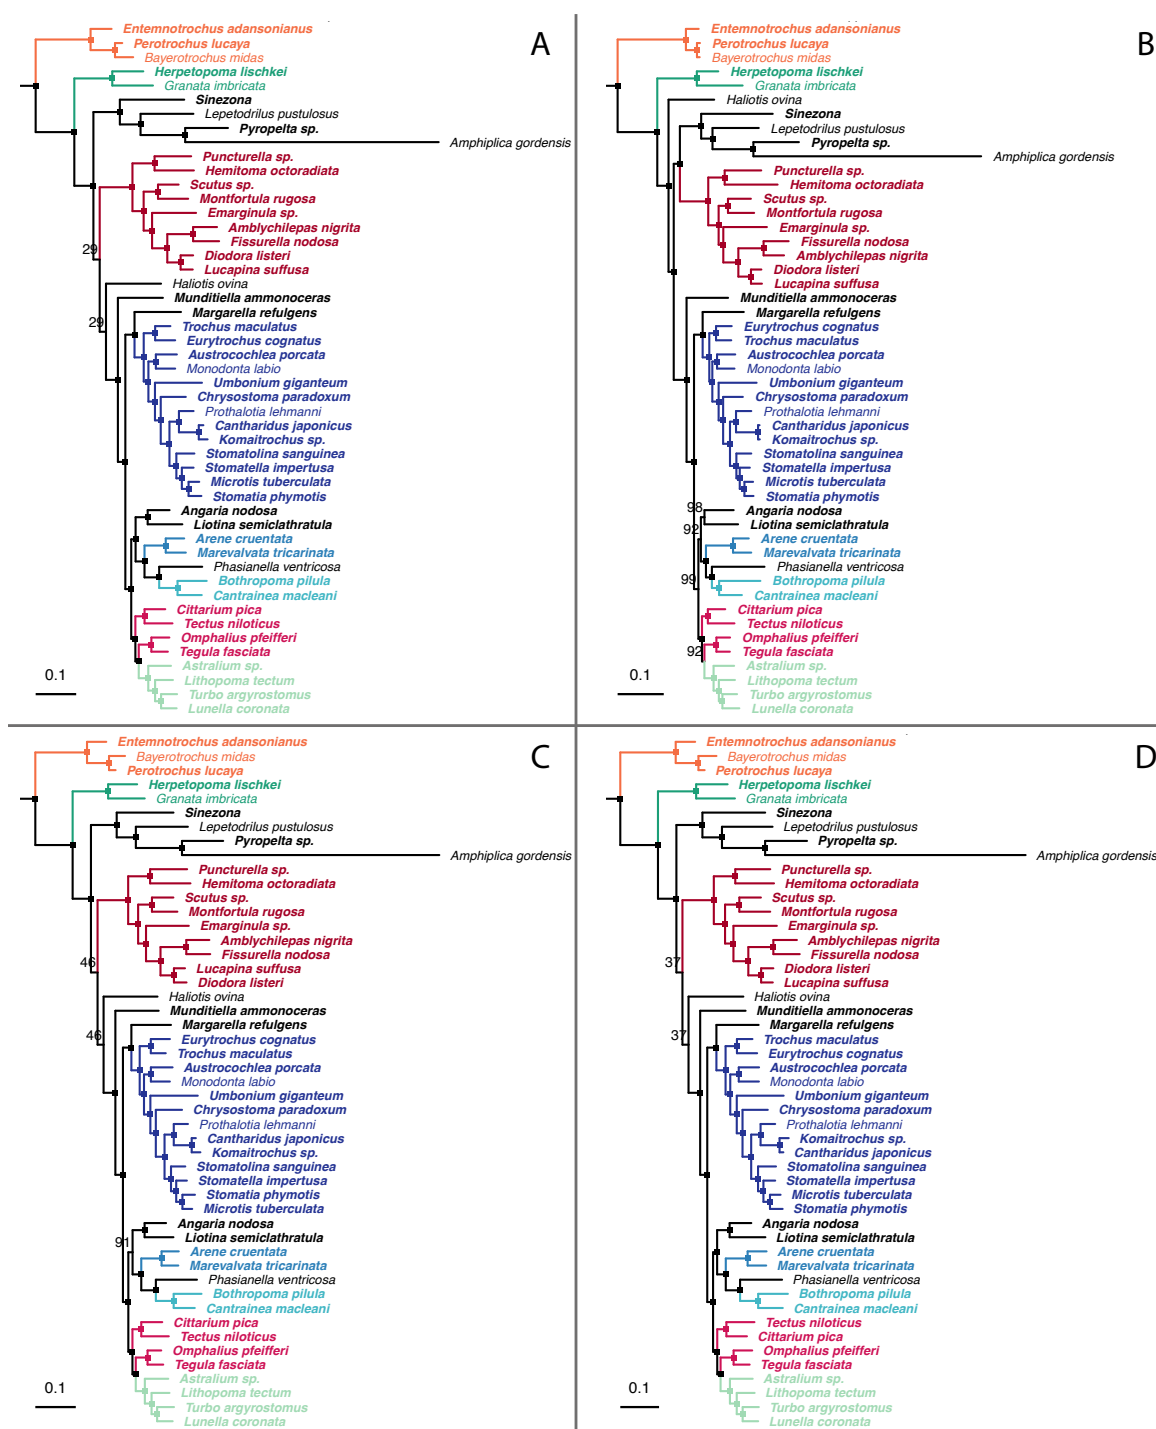 A
Entemnotrochus adansonianus
Perotrochus lucaya
Bayerotrochus midas
Herpetopoma lischkei
Granata imbricata
Sinezona
Lepetodrilus pustulosus
Pyropelta sp.
Amphiplica gordensis
Puncturella sp.
Hemitoma octoradiata
Scutus sp.
Montfortula rugosa
Emarginula sp.
Amblychilepas nigrita
Fissurella nodosa
29
Diodora listeri
Lucapina suffusa
Haliotis ovina
Munditiella ammonoceras
Margarella refulgens
29
Trochus maculatus
Eurytrochus cognatus
Austrocochlea porcata
Monodonta labio
Umbonium giganteum
Chrysostoma paradoxum
Prothalotia lehmanni
Cantharidus japonicus
Komaitrochus sp.
Stomatolina sanguinea
Stomatella impertusa
Microtis tuberculata
Stomatia phymotis
Angaria nodosa
Liotina semiclathratula
Arene cruentata
Marevalvata tricarinata
Phasianella ventricosa
Bothropoma pilula
Cantrainea macleani
Cittarium pica
Tectus niloticus
Omphalius pfeifferi
Tegula fasciata
Astralium sp.
0.1
Lithopoma tectum
Turbo argyrostomus
Lunella coronata
B
Entemnotrochus adansonianus
Perotrochus lucaya
Bayerotrochus midas
Herpetopoma lischkei
Granata imbricata
Haliotis ovina
Sinezona
Lepetodrilus pustulosus
Pyropelta sp.
Amphiplica gordensis
Puncturella sp.
Hemitoma octoradiata
Scutus sp.
Montfortula rugosa
Emarginula sp.
Fissurella nodosa
Amblychilepas nigrita
Diodora listeri
Lucapina suffusa
Munditiella ammonoceras
Margarella refulgens
Eurytrochus cognatus
Trochus maculatus
Austrocochlea porcata
Monodonta labio
Umbonium giganteum
Chrysostoma paradoxum
Prothalotia lehmanni
Cantharidus japonicus
Komaitrochus sp.
Stomatolina sanguinea
Stomatella impertusa
Microtis tuberculata
Stomatia phymotis
98
Angaria nodosa
92
Liotina semiclathratula
Arene cruentata
Marevalvata tricarinata
Phasianella ventricosa
99
Bothropoma pilula
Cantrainea macleani
Cittarium pica
Tectus niloticus
Omphalius pfeifferi
92
Tegula fasciata
Astralium sp.
0.1
Lithopoma tectum
Turbo argyrostomus
Lunella coronata
C
Entemnotrochus adansonianus
Bayerotrochus midas
Perotrochus lucaya
Herpetopoma lischkei
Granata imbricata
Sinezona
Lepetodrilus pustulosus
Pyropelta sp.
Amphiplica gordensis
Puncturella sp.
Hemitoma octoradiata
Scutus sp.
Montfortula rugosa
Emarginula sp.
Amblychilepas nigrita
Fissurella nodosa
46
Lucapina suffusa
Diodora listeri
Haliotis ovina
Munditiella ammonoceras
Margarella refulgens
46
Eurytrochus cognatus
Trochus maculatus
Austrocochlea porcata
Monodonta labio
Umbonium giganteum
Chrysostoma paradoxum
Prothalotia lehmanni
Cantharidus japonicus
Komaitrochus sp.
Stomatolina sanguinea
Stomatella impertusa
Stomatia phymotis
Microtis tuberculata
Angaria nodosa
Liotina semiclathratula
91
Arene cruentata
Marevalvata tricarinata
Phasianella ventricosa
Bothropoma pilula
Cantrainea macleani
Cittarium pica
Tectus niloticus
Omphalius pfeifferi
Tegula fasciata
Astralium sp.
0.1
Lithopoma tectum
Turbo argyrostomus
Lunella coronata
D
Entemnotrochus adansonianus
Bayerotrochus midas
Perotrochus lucaya
Herpetopoma lischkei
Granata imbricata
Sinezona
Lepetodrilus pustulosus
Pyropelta sp.
Amphiplica gordensis
Puncturella sp.
Hemitoma octoradiata
Scutus sp.
Montfortula rugosa
Emarginula sp.
Amblychilepas nigrita
Fissurella nodosa
37
Diodora listeri
Lucapina suffusa
Haliotis ovina
Munditiella ammonoceras
Margarella refulgens
37
Trochus maculatus
Eurytrochus cognatus
Austrocochlea porcata
Monodonta labio
Umbonium giganteum
Chrysostoma paradoxum
Prothalotia lehmanni
Komaitrochus sp.
Cantharidus japonicus
Stomatolina sanguinea
Stomatella impertusa
Microtis tuberculata
Stomatia phymotis
Angaria nodosa
Liotina semiclathratula
Arene cruentata
Marevalvata tricarinata
Phasianella ventricosa
Bothropoma pilula
Cantrainea macleani
Tectus niloticus
Cittarium pica
Omphalius pfeifferi
Tegula fasciata
Astralium sp.
0.1
Lithopoma tectum
Turbo argyrostomus
Lunella coronata